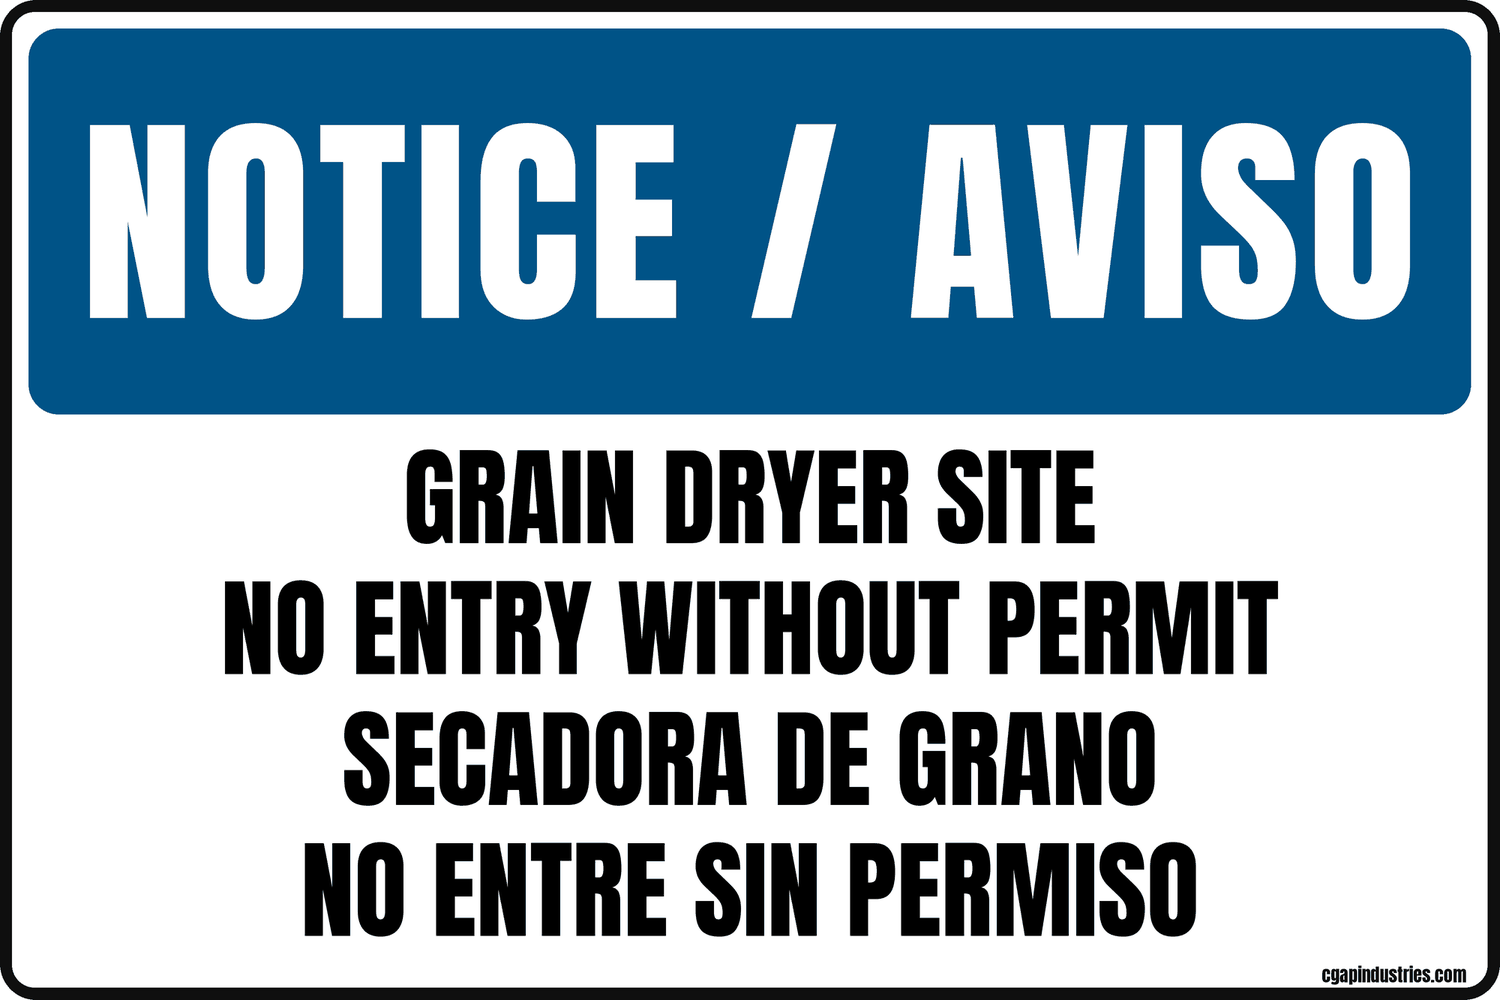 NOTICE / AVISO
GRAIN DRYER SITE
NO ENTRY WITHOUT PERMIT
SECADORA DE GRANO
NO ENTRE SIN PERMISO
cgapindustries.com